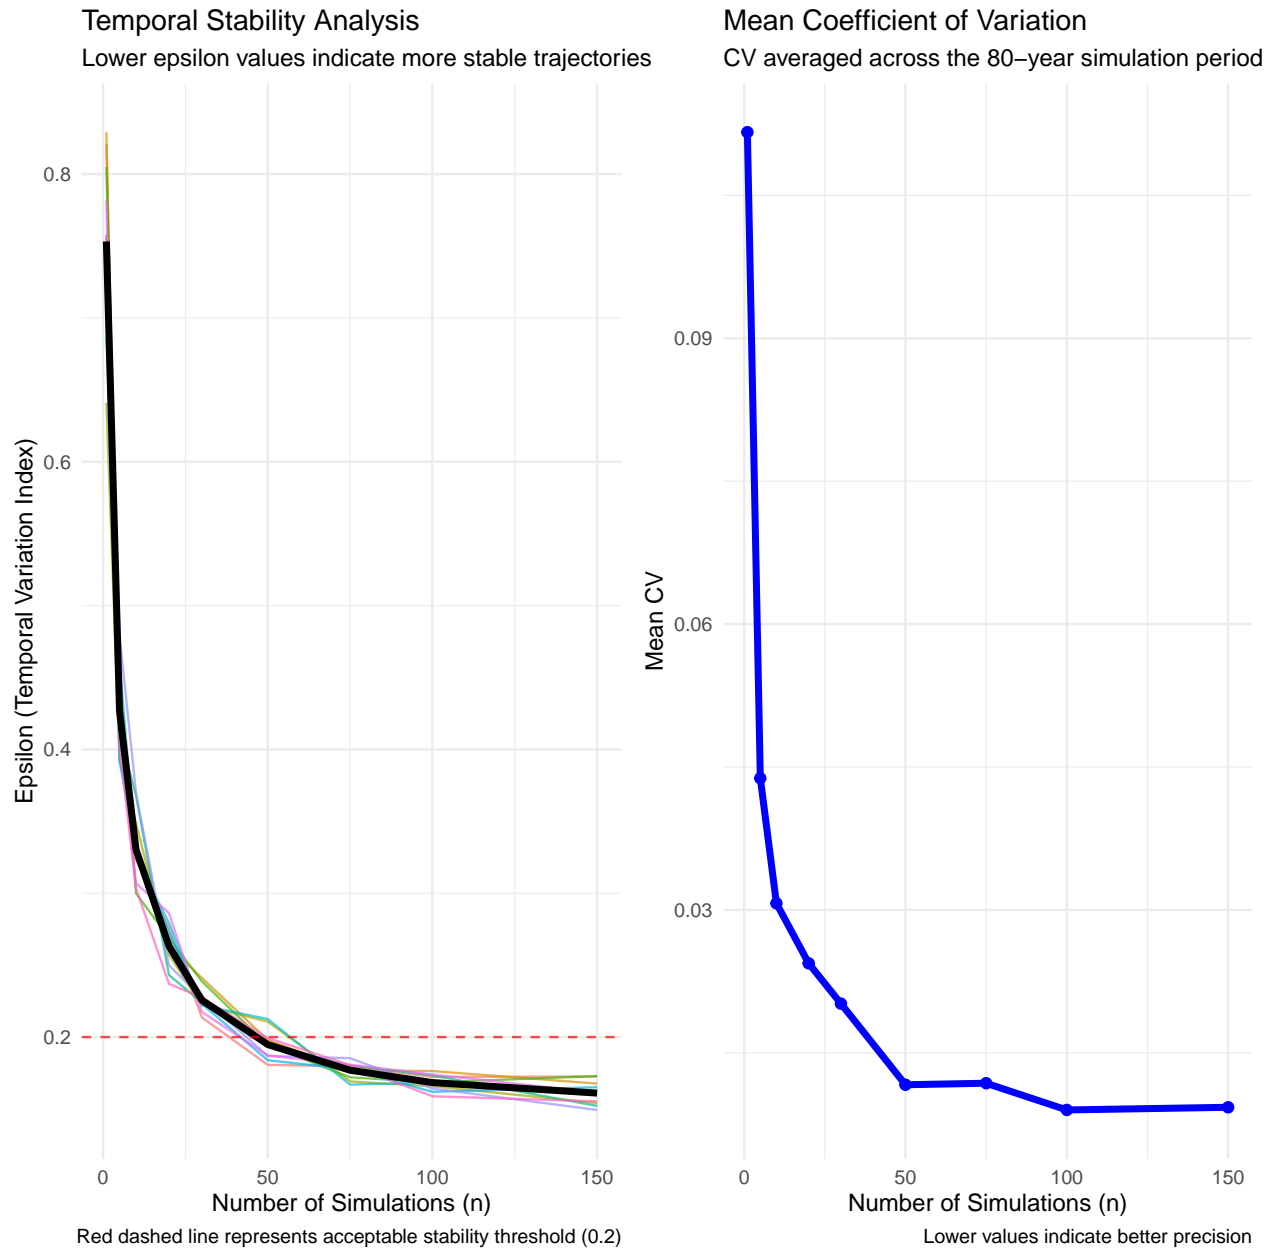 Temporal Stability Analysis
Lower epsilon values indicate more stable trajectories
Epsilon (Temporal Variation Index)
0.8
0.6
0.4
0.2
0
50
100
150
Number of Simulations (n)
Red dashed line represents acceptable stability threshold (0.2)
Mean Coefficient of Variation
CV averaged across the 80−year simulation period
Mean CV
0.09
0.06
0.03
0
50
100
150
Number of Simulations (n)
Lower values indicate better precision